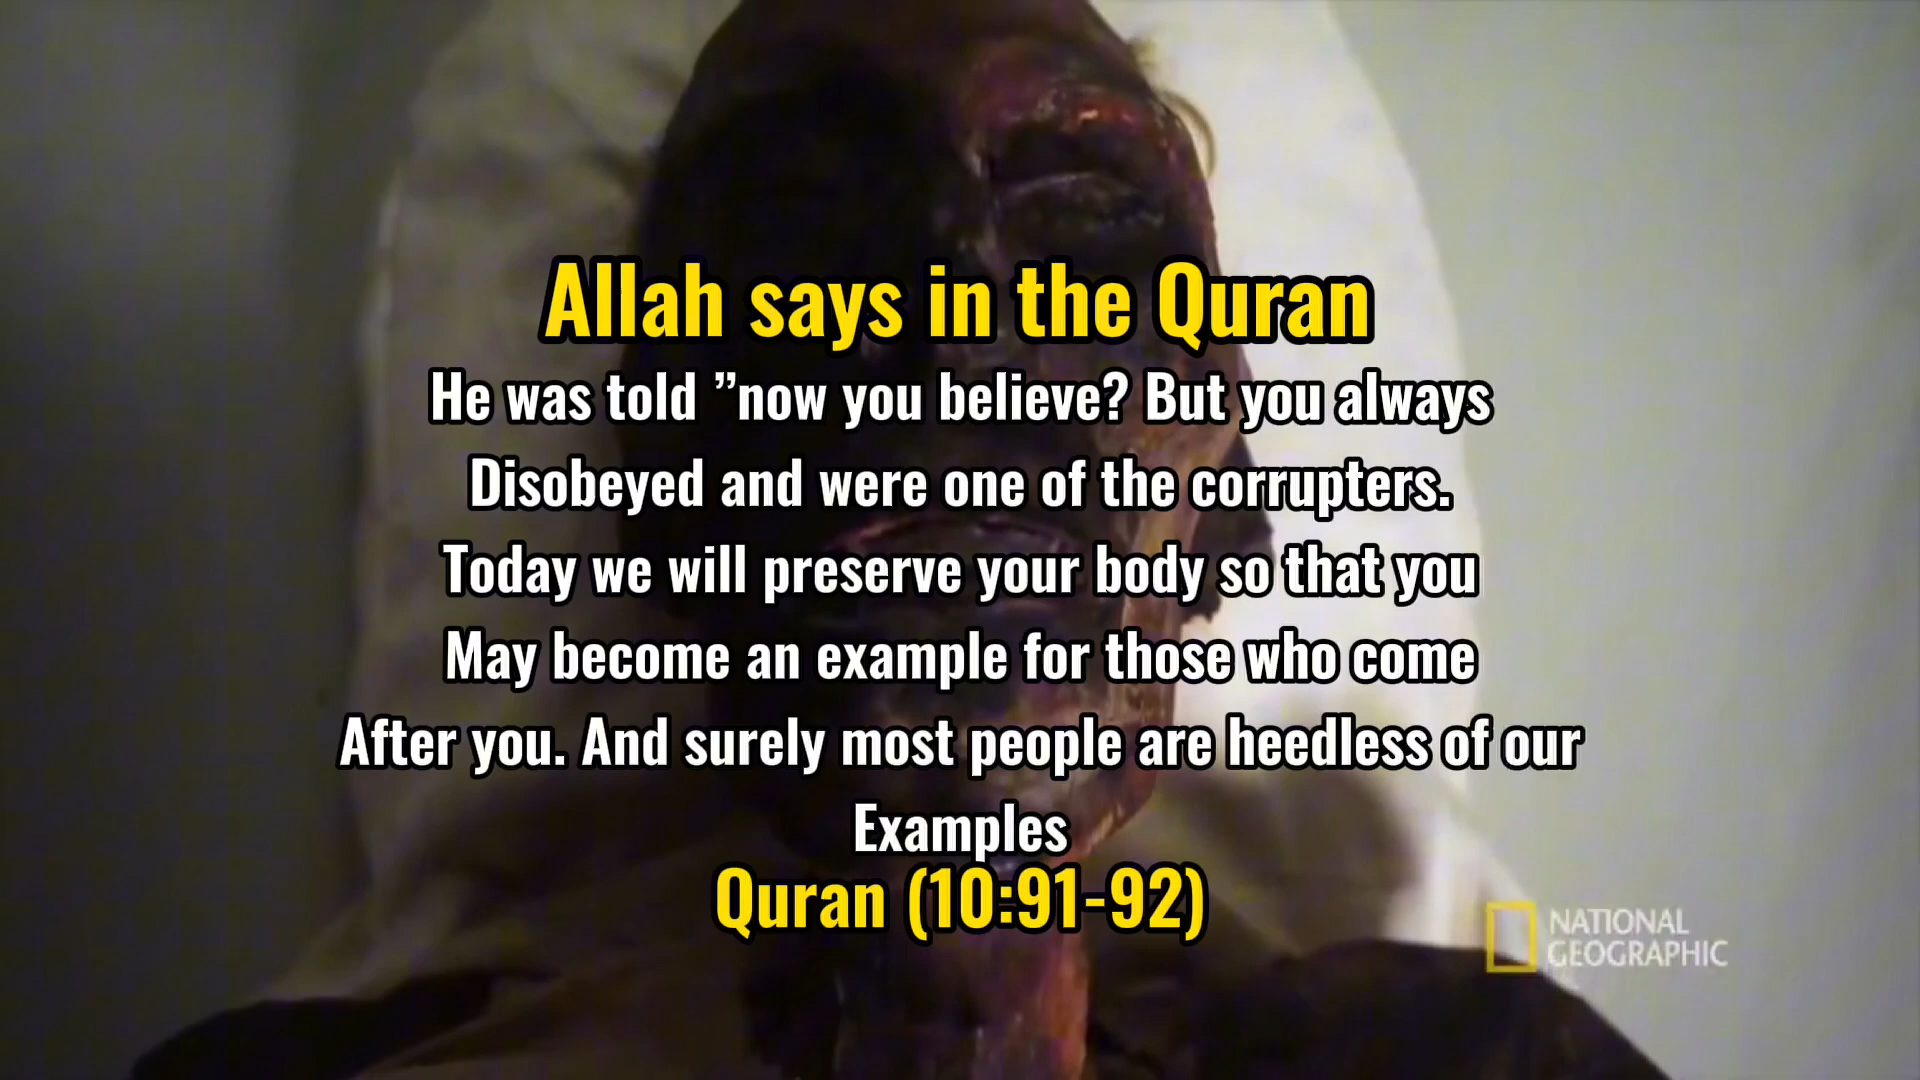 Allah says in the Quran
He was told ”now you believe? But you always
Disobeyed and were one of the corrupters.
Today we will preserve your body so that you
May become an example for those who come
After you. And surely most people are heedless of our
Examples
Quran (10:91-92)
NATIONAL
GEOGRAPHIC